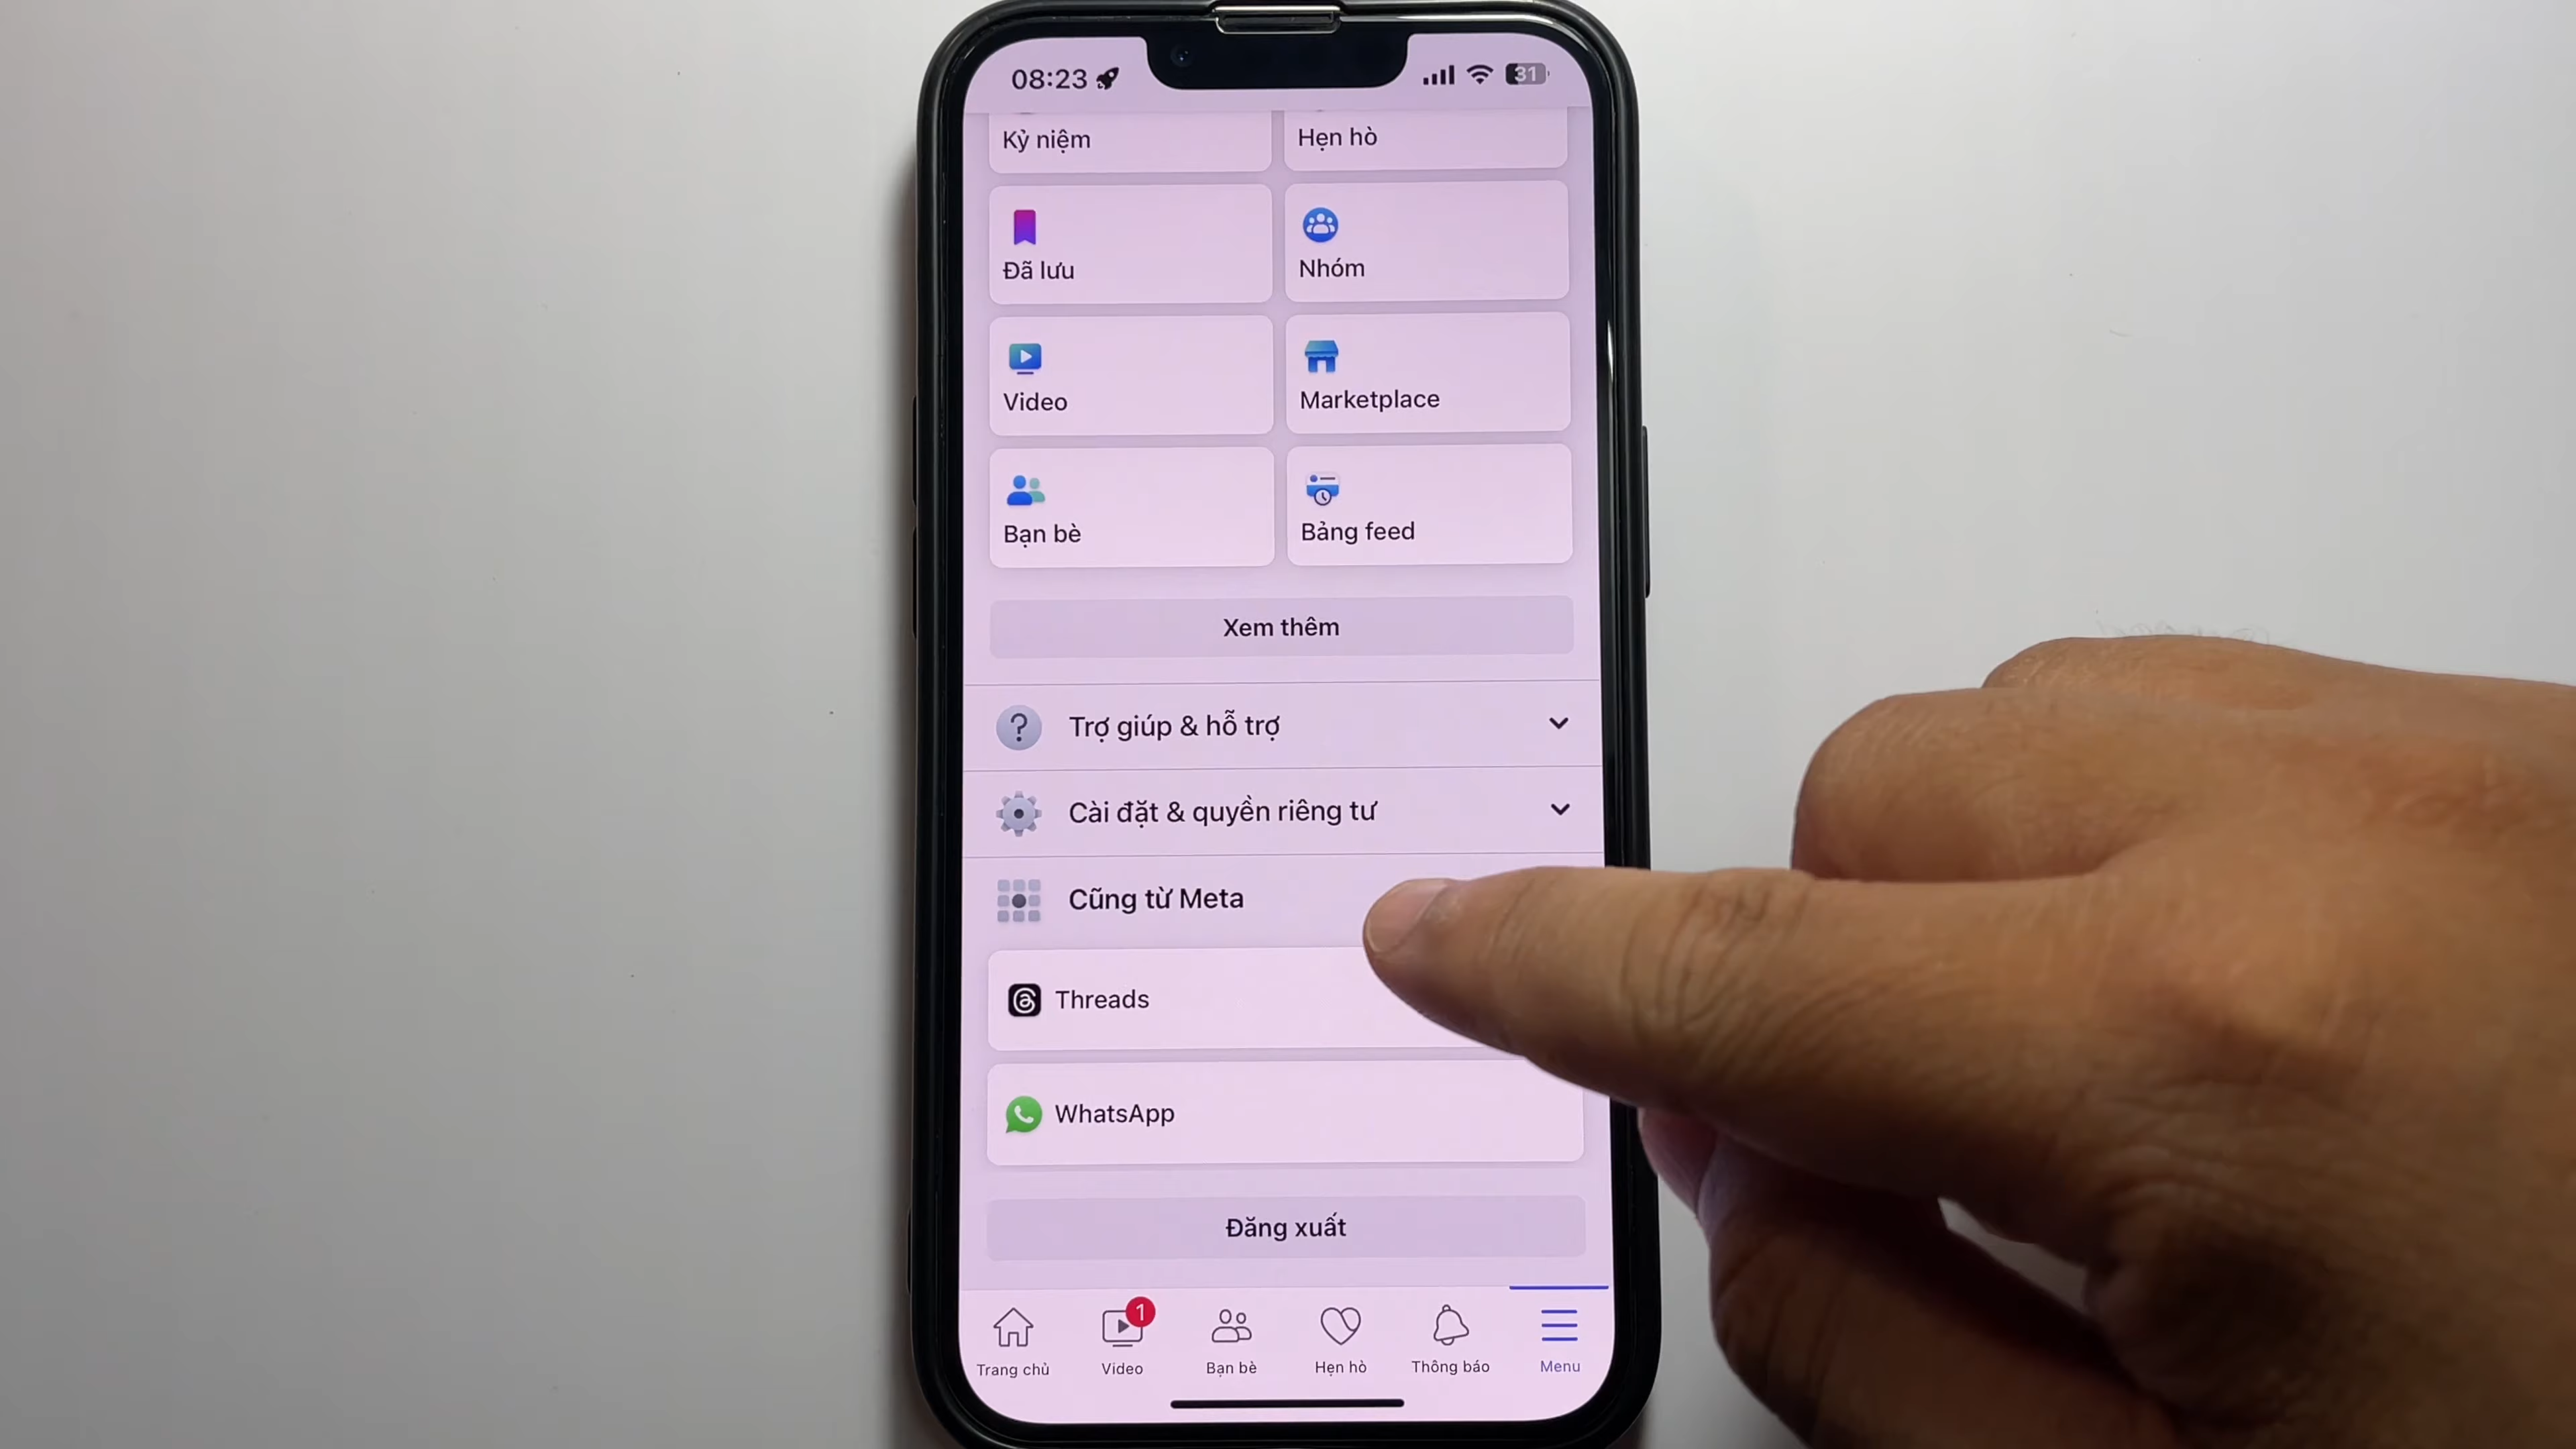 08:23
31
Kỷ niệm
Hẹn hò
Đã lưu
Nhóm
Video
Marketplace
Bạn bè
Bảng feed
Xem thêm
Trợ giúp & hỗ trợ
Cài đặt & quyền riêng tư
Cũng từ Meta
Threads
WhatsApp
Đăng xuất
1
Trang chủ
Video
Bạn bè
Hẹn hò
Thông báo
Menu